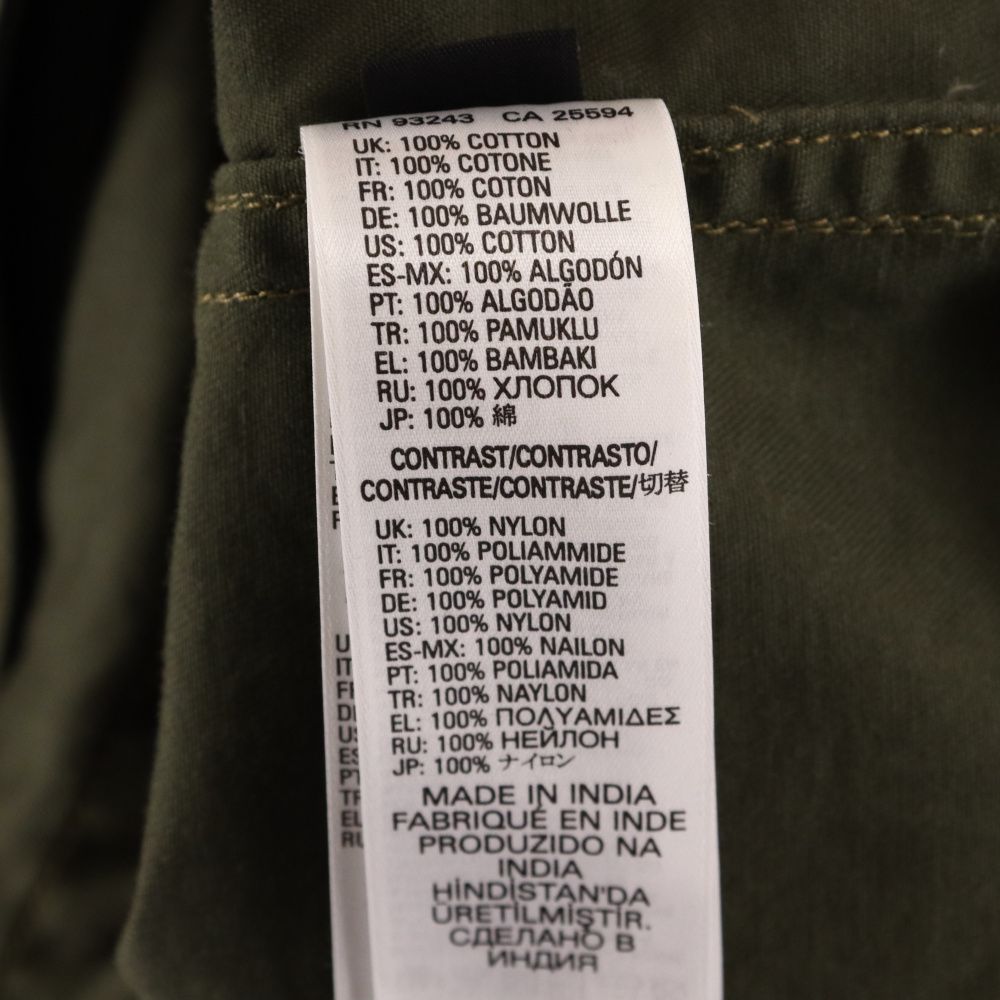 RN 93243 CA 25594
UK: 100% COTTON
IT: 100% COTONE
FR: 100% COTON
DE: 100% BAUMWOLLE
US: 100% COTTON
ES-MX: 100% ALGODÓN
PT: 100% ALGODÃO
TR: 100% PAMUKLU
EL: 100% BAMBAKI
RU: 100% ХЛОПОК
JP: 100% 綿
CONTRAST/CONTRASTO/
CONTRASTE/CONTRASTE/切替
UK: 100% NYLON
IT: 100% POLIAMMIDE
FR: 100% POLYAMIDE
DE: 100% POLYAMID
US: 100% NYLON
ES-MX: 100% NAILON
PT: 100% POLIAMIDA
TR: 100% NAYLON
EL: 100% ΠΟΛΥΑΜΙΔΕΣ
RU: 100% НЕЙЛОН
JP: 100% ナイロン
MADE IN INDIA
FABRIQUÉ EN INDE
PRODUZIDO NA
INDIA
HİNDİSTAN'DA
ÜRETİLMİŞTİR.
СДЕЛАНО В
ИНДИЯ